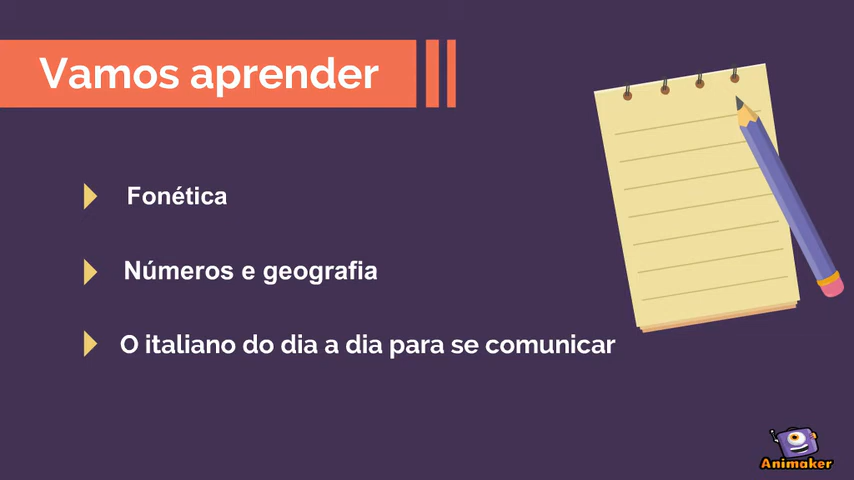 Vamos aprender
Fonética
Números e geografia
O italiano do dia a dia para se comunicar
Animaker